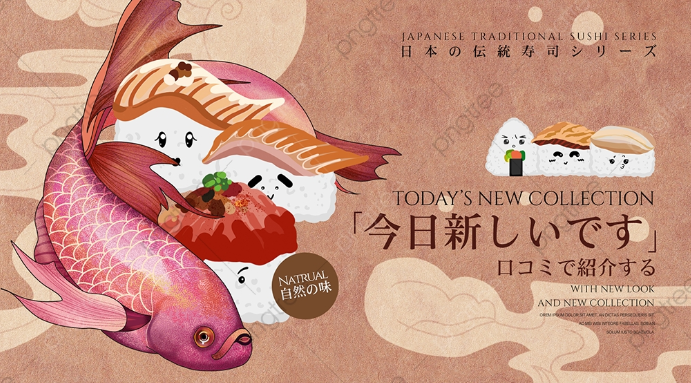 JAPANESE TRADITIONAL SUSHI SERIES
日本の伝統寿司シリーズ
TODAY'S NEW COLLECTION
「今日新しいです」
口コミで紹介する
WITH NEW LOOK
AND NEW COLLECTION
NATRUAL
自然の味
pngtree